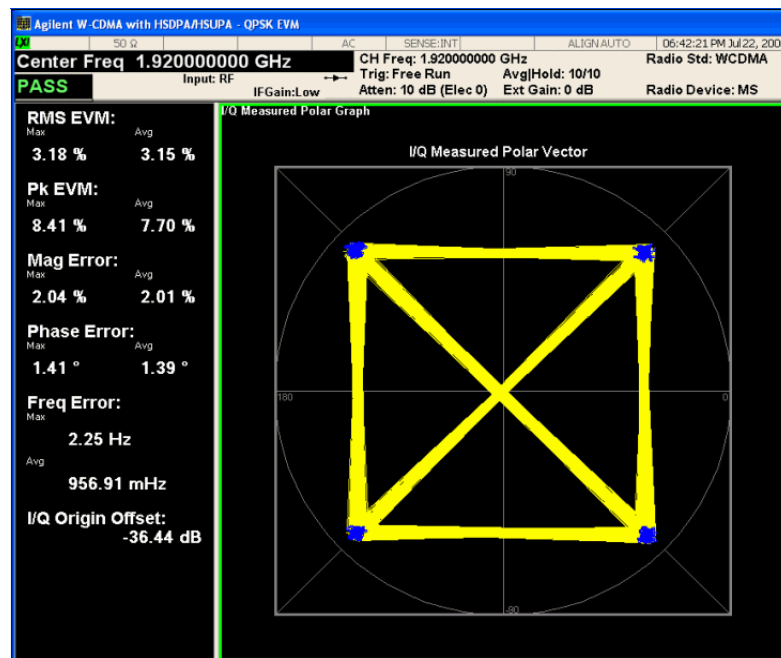 Agilent W-CDMA with HSDPA/HSUPA - QPSK EVM
LXI 50 Ω AC SENSE:INT ALIGN AUTO 06:42:21 PM Jul 22, 200
Center Freq 1.920000000 GHz
CH Freq: 1.920000000 GHz
Radio Std: WCDMA
Input: RF
Trig: Free Run Avg|Hold: 10/10
PASS
IFGain:Low
Atten: 10 dB (Elec 0) Ext Gain: 0 dB
Radio Device: MS
RMS EVM:
Max Avg
3.18 % 3.15 %
Pk EVM:
Max Avg
8.41 % 7.70 %
Mag Error:
Max Avg
2.04 % 2.01 %
Phase Error:
Max Avg
1.41 ° 1.39 °
Freq Error:
Max
2.25 Hz
Avg
956.91 mHz
I/Q Origin Offset:
-36.44 dB
I/Q Measured Polar Graph
I/Q Measured Polar Vector
90
180
0
-90